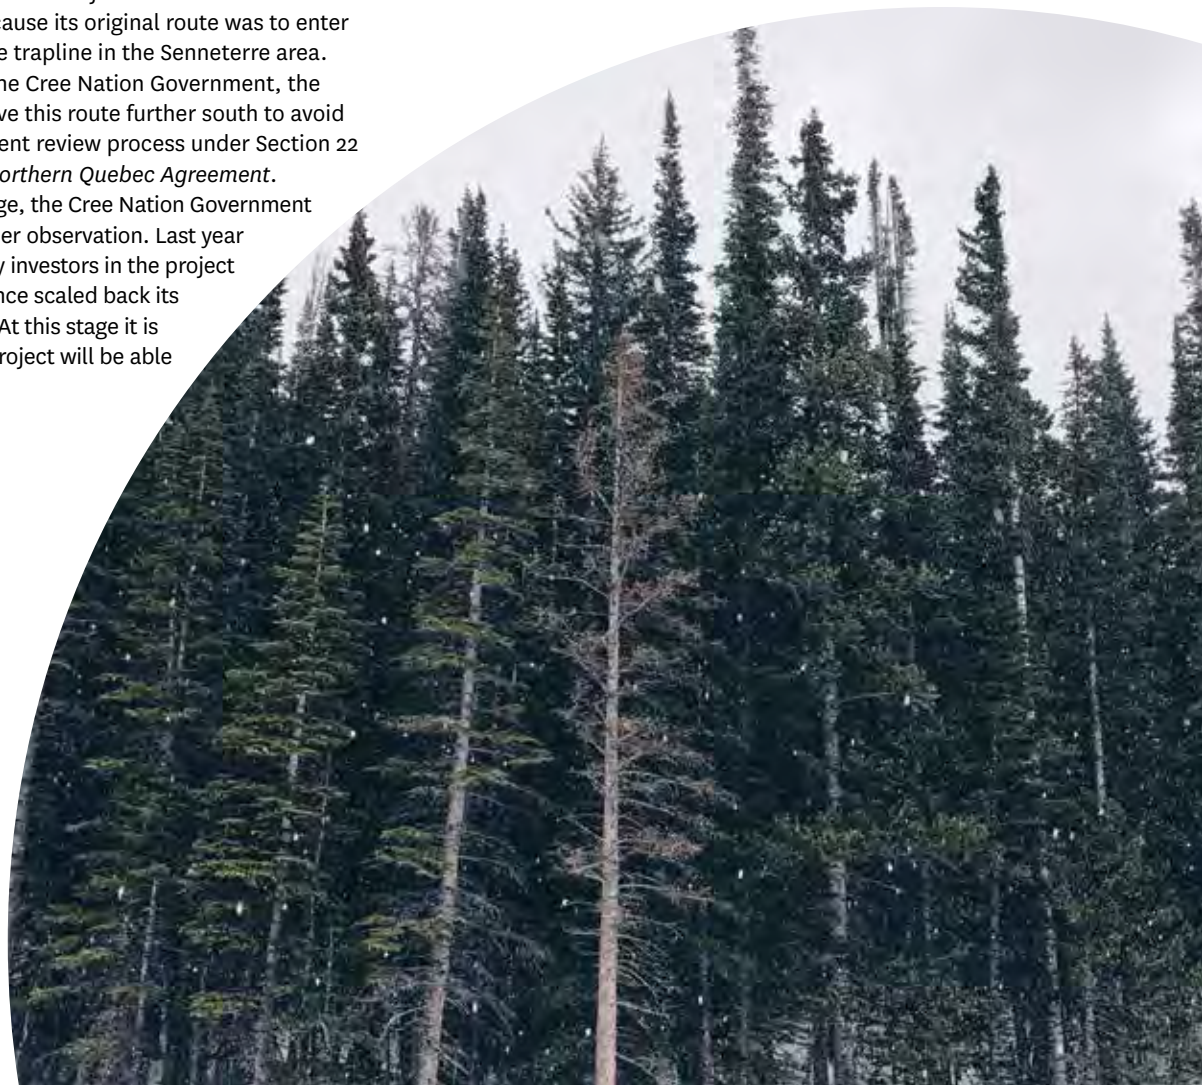 cause its original route was to enter
e trapline in the Senneterre area.
he Cree Nation Government, the
ve this route further south to avoid
ent review process under Section 22
orthern Quebec Agreement.
ge, the Cree Nation Government
er observation. Last year
y investors in the project
nce scaled back its
At this stage it is
roject will be able